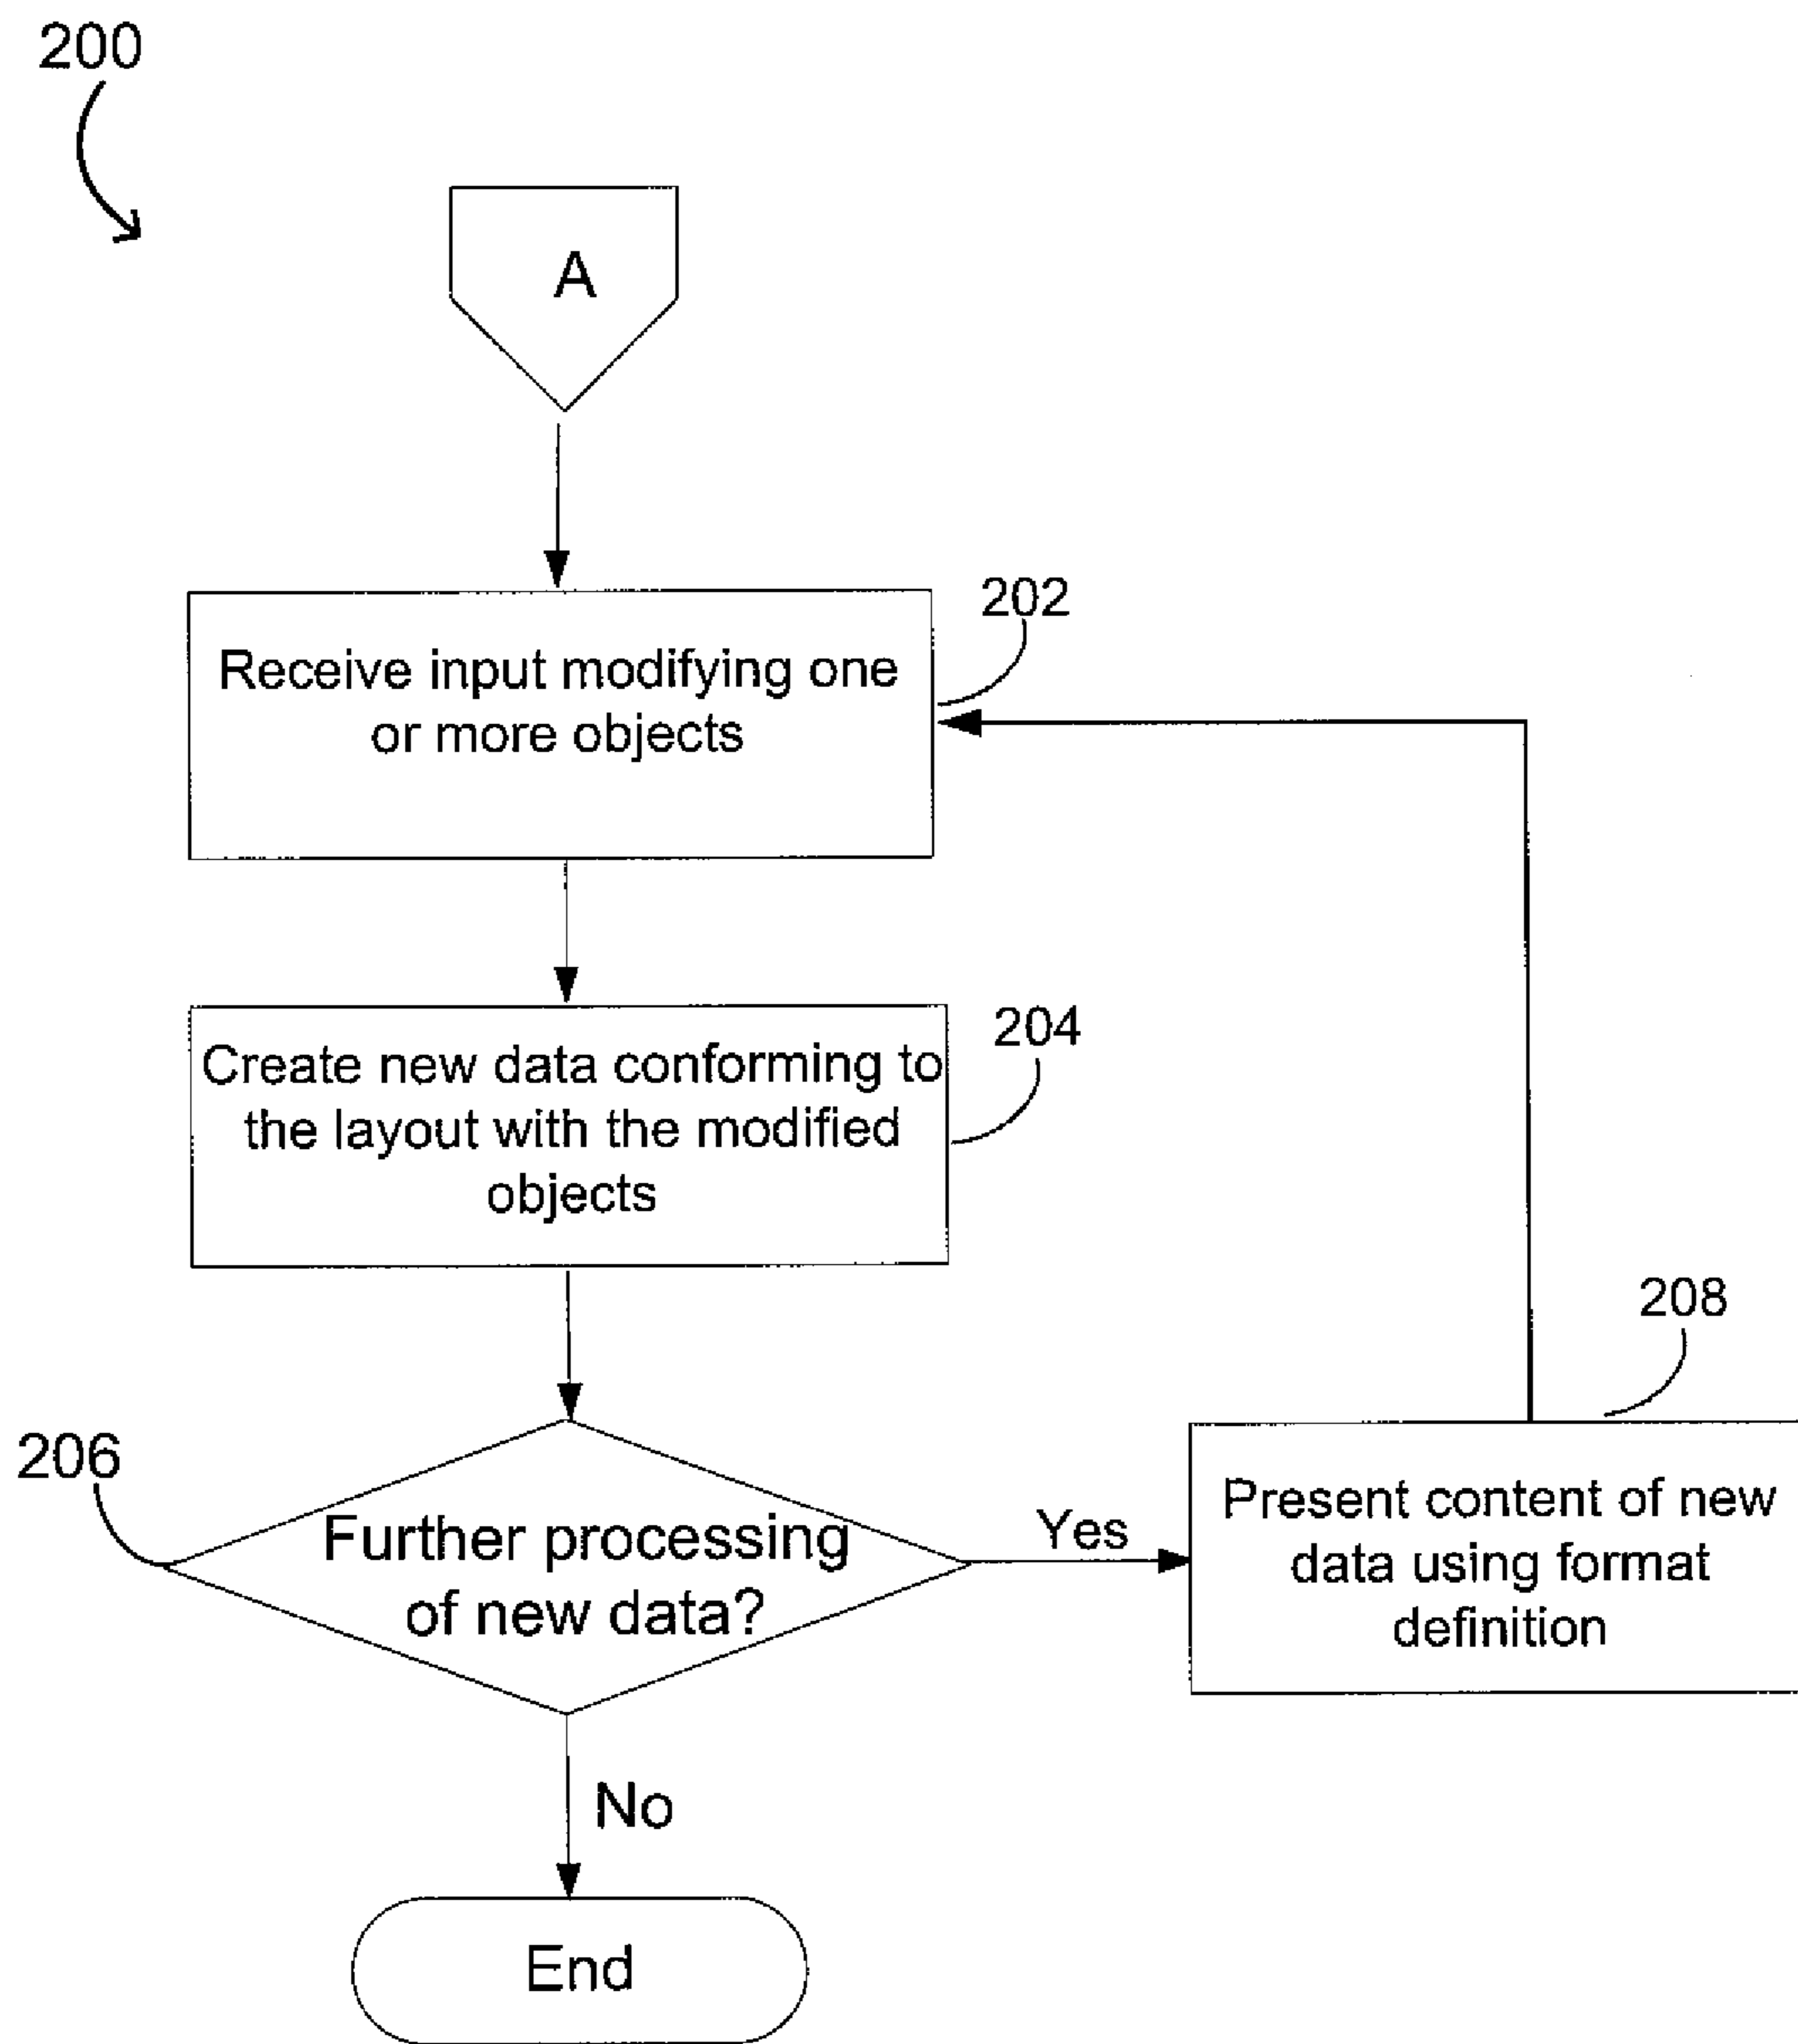 200
A
202
Receive input modifying one
or more objects
204
Create new data conforming to
the layout with the modified
objects
208
206
Further processing
of new data?
Yes
Present content of new
data using format
definition
No
End